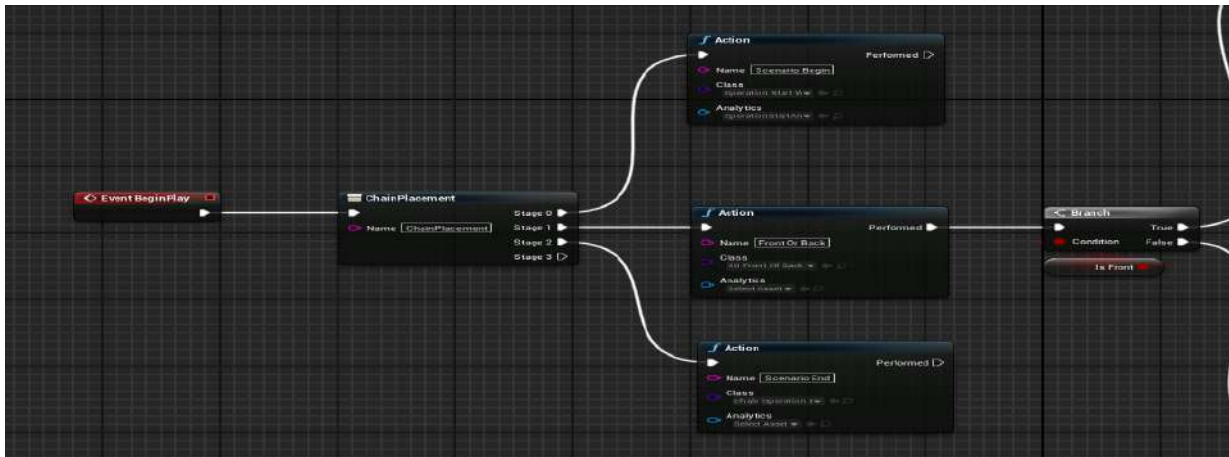 Action
Performed
Name Scenario Begin
Class
Operation Start W
Analytics
Event BeginPlay
ChainPlacement
Stage 0
Name ChainPlacement
Stage 1
Stage 2
Stage 3
Action
Performed
Name Front Or Back
Class
Analytics
Select Asset
Branch
True
Condition
False
Is Front
Action
Performed
Name Scenario End
Class
Analytics
Select Asset